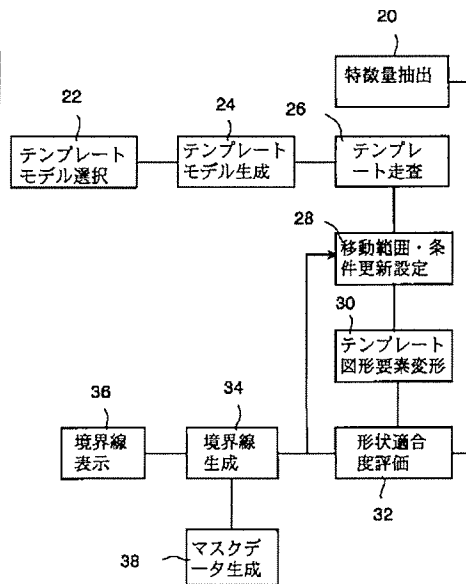 20
特徴量抽出
22
24
26
テンプレート
モデル選択
テンプレート
モデル生成
テンプレ
ート走査
28
移動範囲・条
件更新設定
30
テンプレート
図形要素変形
36
34
境界線
表示
境界線
生成
形状適合
度評価
32
38
マスクデ
ータ生成